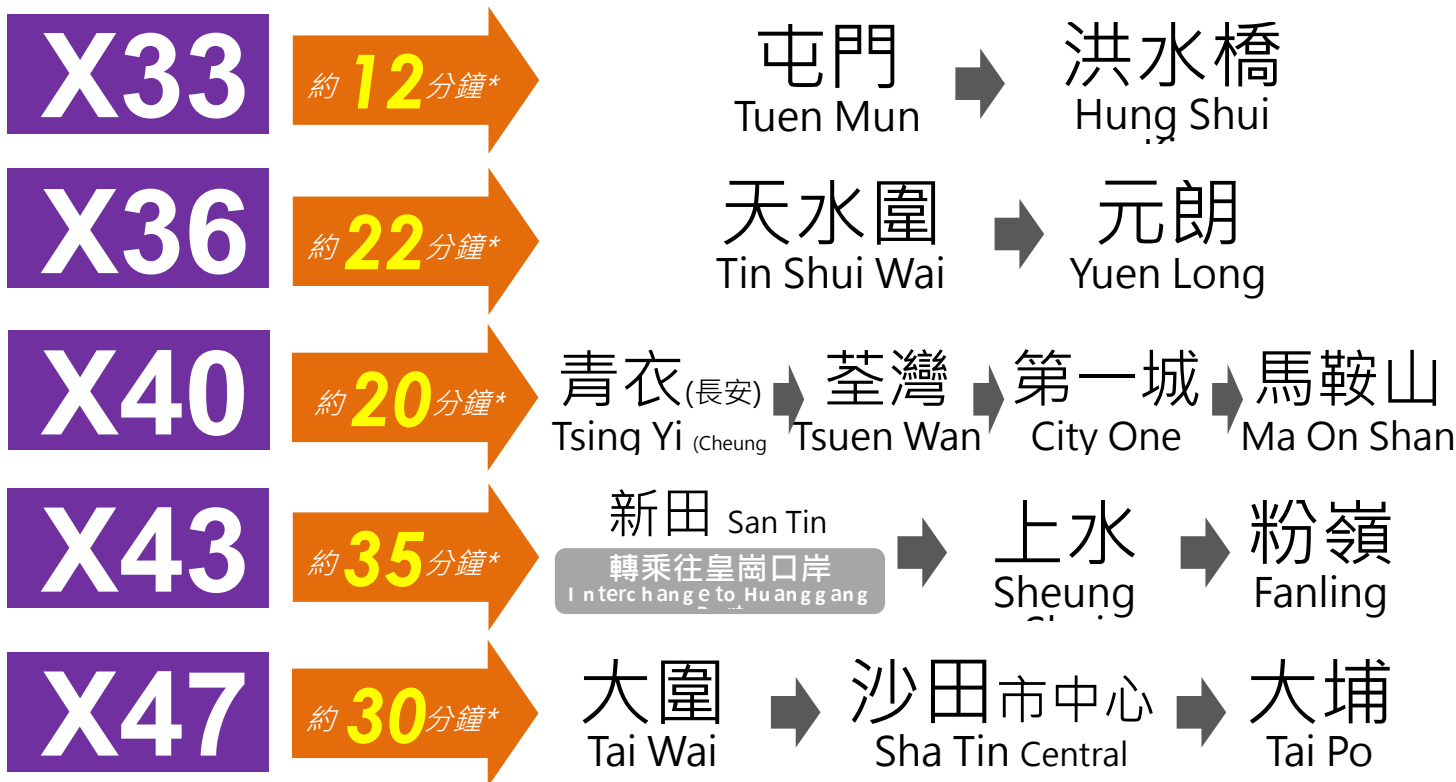 X33
約12分鐘*
屯門
洪水橋
Tuen Mun
Hung Shui
X36
約22分鐘*
天水圍
元朗
Tin Shui Wai
Yuen Long
X40
約20分鐘*
青衣(長安)
荃灣
第一城
馬鞍山
Tsing Yi (Cheung
Tsuen Wan
City One
Ma On Shan
X43
約35分鐘*
新田 San Tin
轉乘往皇崗口岸
Interchange to Huanggang
上水
粉嶺
Sheung
Fanling
X47
約30分鐘*
大圍
沙田市中心
大埔
Tai Wai
Sha Tin Central
Tai Po